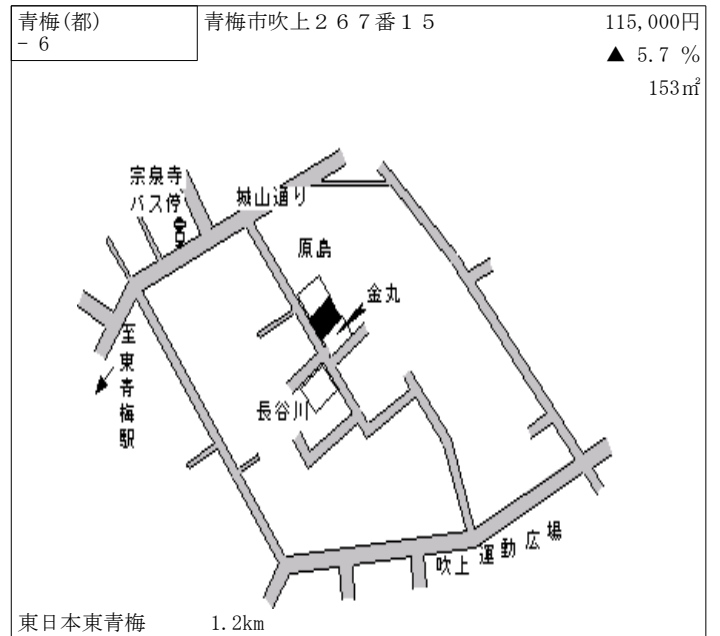 青梅(都)
- 6
青梅市吹上２６７番１５
115,000円
▲ 5.7 %
153㎡
宗泉寺
バス停
城山通り
原島
金丸
至東青梅駅
長谷川
吹上運動広場
東日本東青梅 1.2km